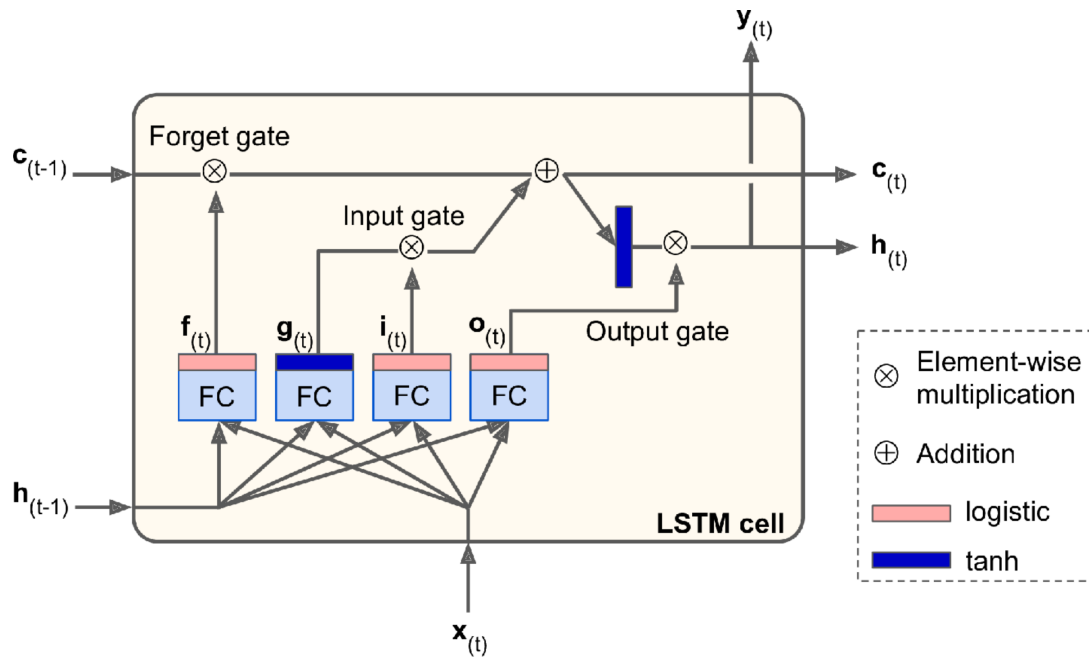 y(t)
Forget gate
c(t-1)
c(t)
Input gate
h(t)
f(t)
g(t)
i(t)
o(t)
Output gate
FC
FC
FC
FC
Element-wise
multiplication
Addition
h(t-1)
LSTM cell
logistic
tanh
x(t)